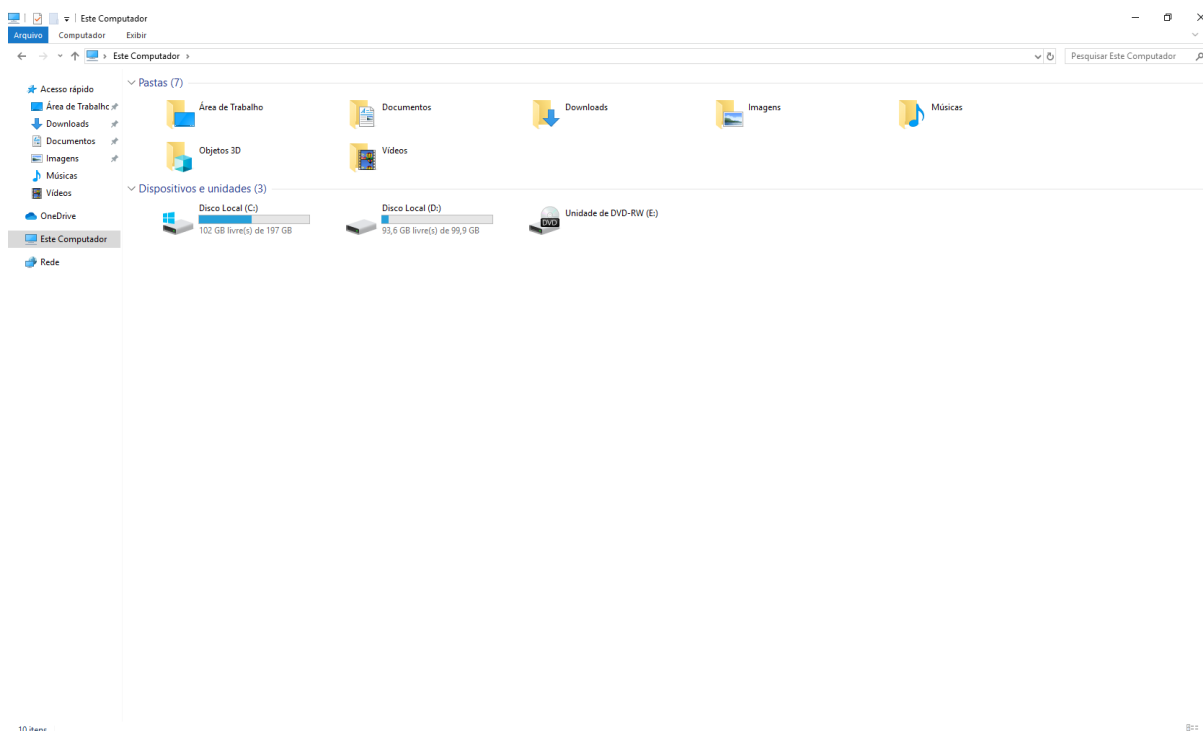 Este Computador
Arquivo Computador Exibir
Este Computador
Pesquisar Este Computador
Acesso rápido
Área de Trabalhc
Downloads
Documentos
Imagens
Músicas
Vídeos
OneDrive
Este Computador
Rede
Pastas (7)
Área de Trabalho
Documentos
Downloads
Imagens
Músicas
Objetos 3D
Vídeos
Dispositivos e unidades (3)
Disco Local (C:)
102 GB livre(s) de 197 GB
Disco Local (D:)
93,6 GB livre(s) de 99,9 GB
DVD
Unidade de DVD-RW (E:)
10 itens